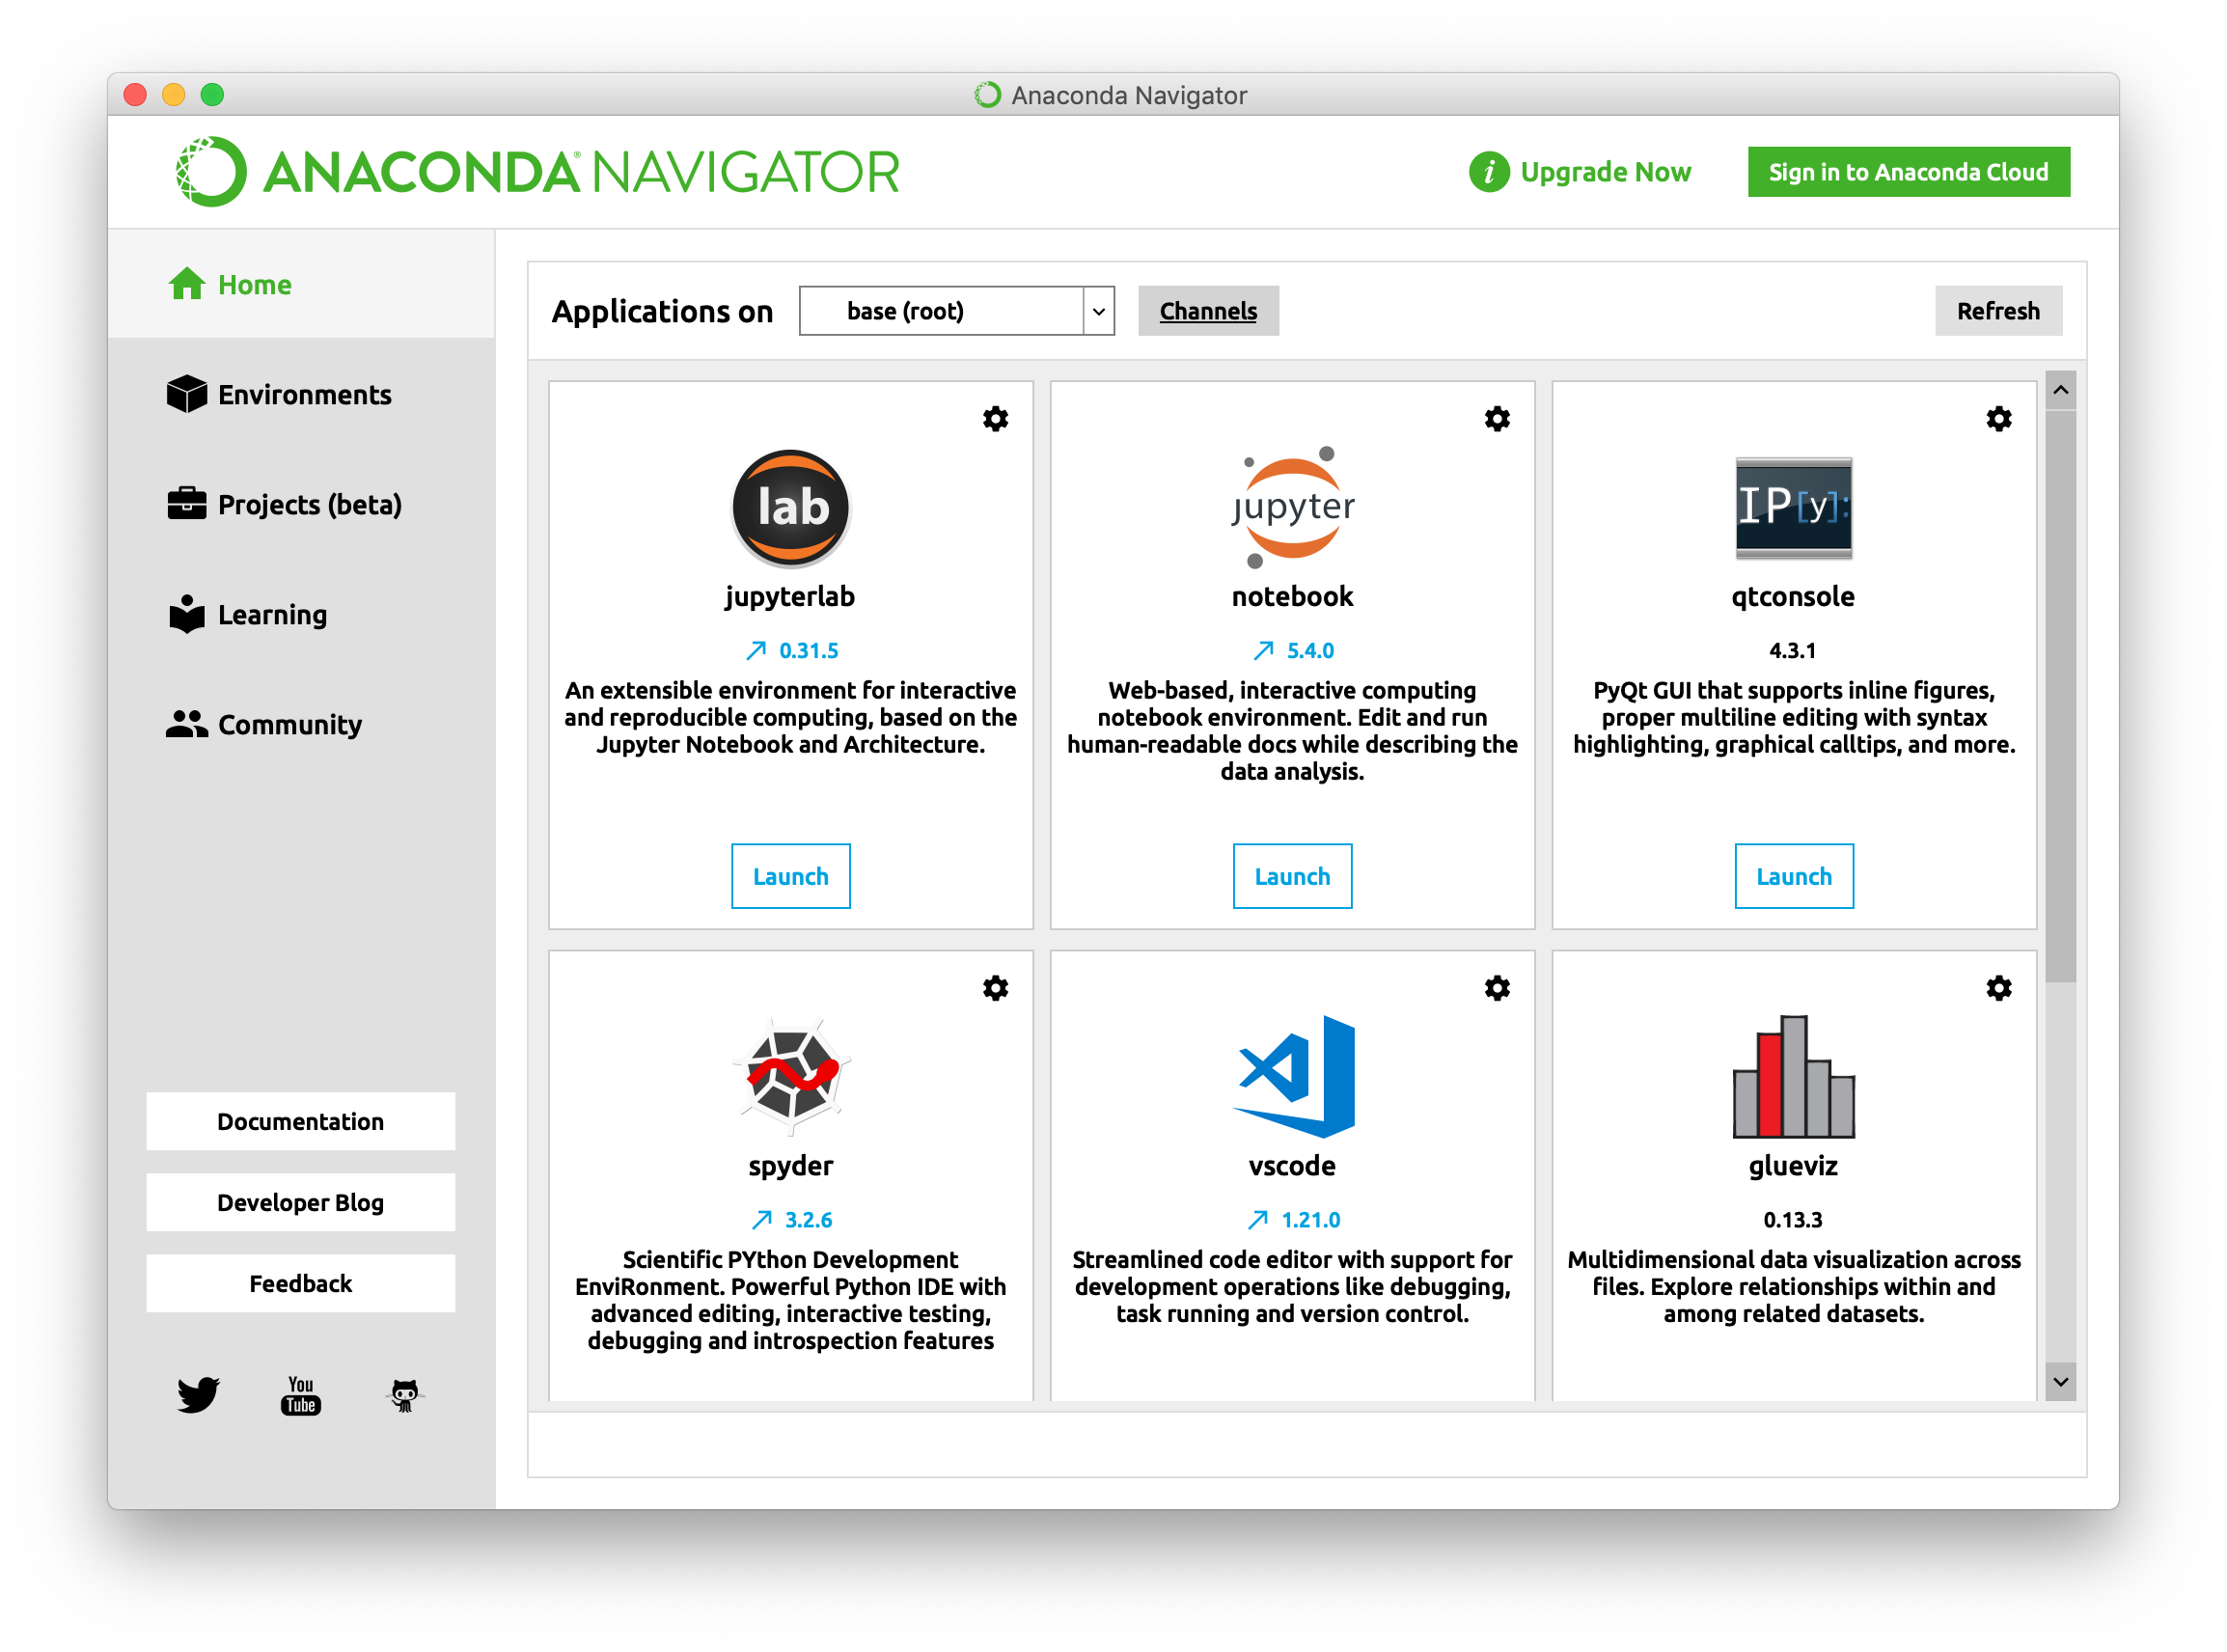 Anaconda Navigator
ANACONDA® NAVIGATOR
i Upgrade Now
Sign in to Anaconda Cloud
Home
Environments
Projects (beta)
Learning
Community
Documentation
Developer Blog
Feedback
You
Tube
Applications on
base (root)
Channels
Refresh
lab
jupyterlab
0.31.5
An extensible environment for interactive
and reproducible computing, based on the
Jupyter Notebook and Architecture.
Launch
jupyter
notebook
5.4.0
Web-based, interactive computing
notebook environment. Edit and run
human-readable docs while describing the
data analysis.
Launch
IP[y]:
qtconsole
4.3.1
PyQt GUI that supports inline figures,
proper multiline editing with syntax
highlighting, graphical calltips, and more.
Launch
spyder
3.2.6
Scientific PYthon Development
EnviRonment. Powerful Python IDE with
advanced editing, interactive testing,
debugging and introspection features
vscode
1.21.0
Streamlined code editor with support for
development operations like debugging,
task running and version control.
glueviz
0.13.3
Multidimensional data visualization across
files. Explore relationships within and
among related datasets.